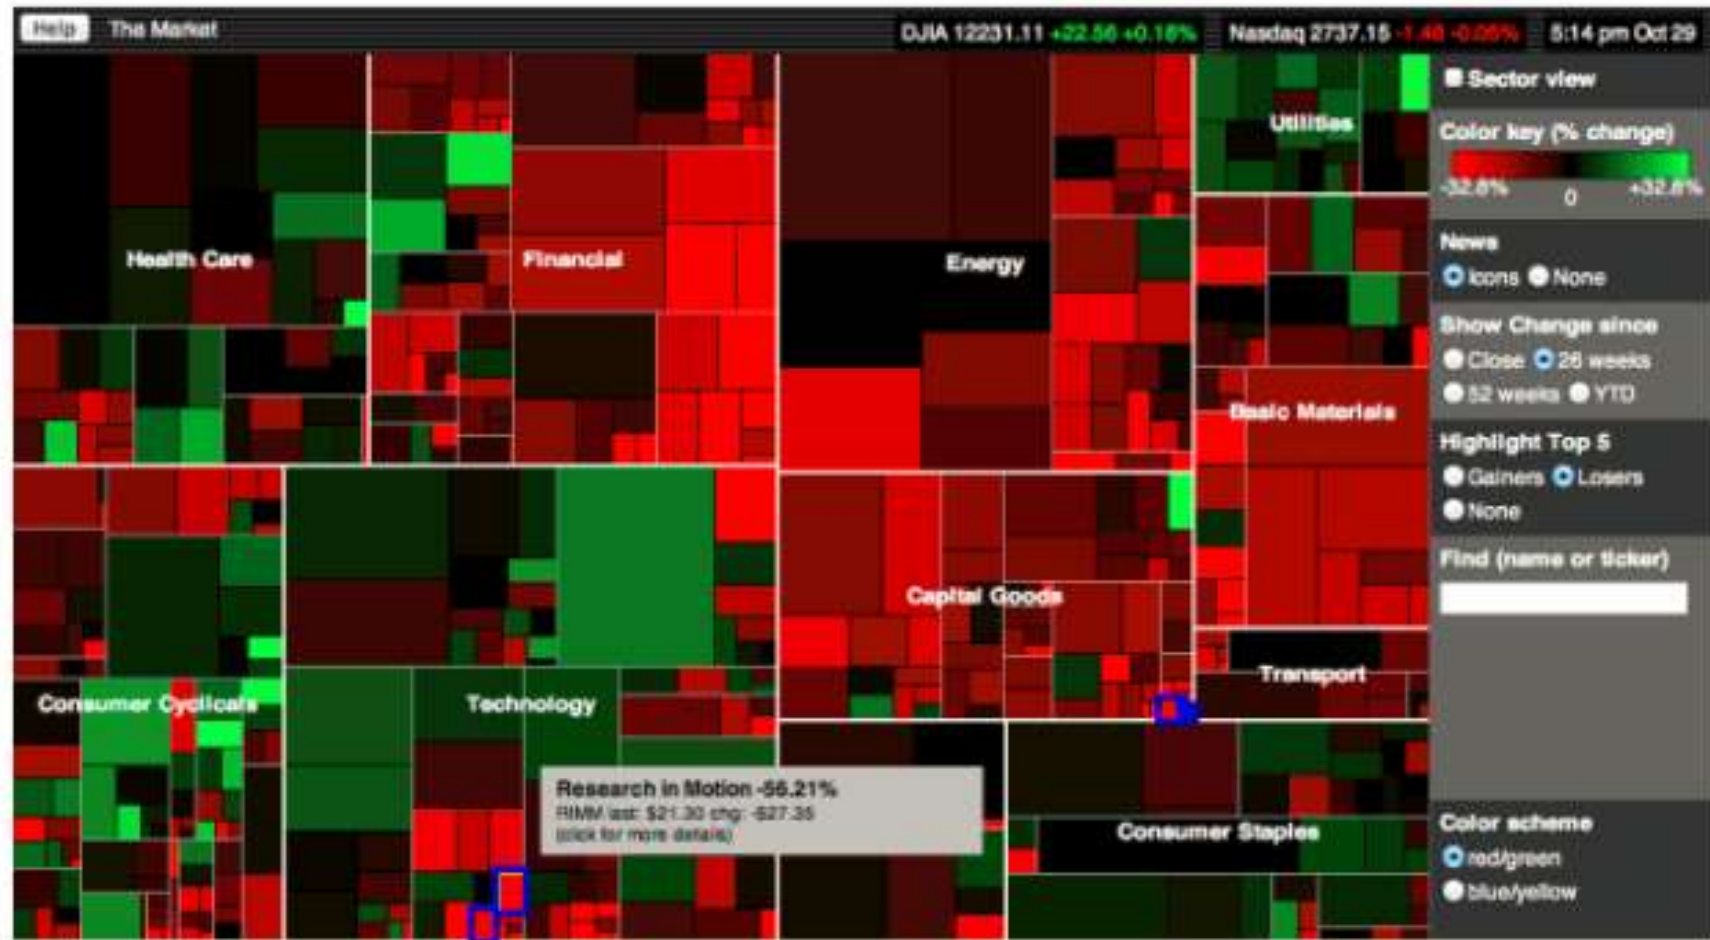 Help The Market DJIA 12231.11 +22.56 +0.18% Nasdaq 2737.15 -1.48 -0.05% 5:14 pm Oct 29
Sector view
Color key (% change)
-32.8% 0 +32.8%
News
Icons None
Show Change since
Close 26 weeks
52 weeks YTD
Highlight Top 5
Gainers Losers
None
Find (name or ticker)
Color scheme
red/green
blue/yellow
Health Care
Financial
Energy
Utilities
Basic Materials
Capital Goods
Transport
Consumer Cyclicals
Technology
Research in Motion -56.21%
RIMM last: $21.30 chg: -$27.35
(click for more details)
Consumer Staples